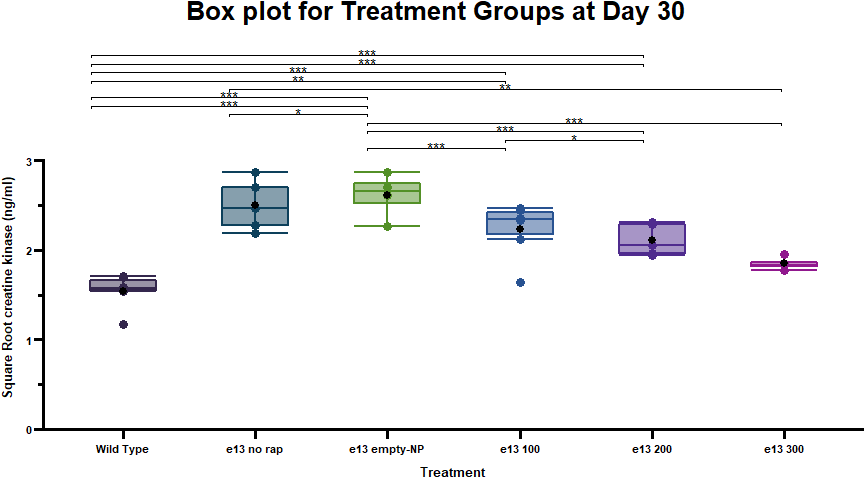 Box plot for Treatment Groups at Day 30
***
***
***
**
**
***
***
*
***
***
*
***
Square Root creatine kinase (ng/ml)
3
2
1
0
Wild Type
e13 no rap
e13 empty-NP
e13 100
e13 200
e13 300
Treatment